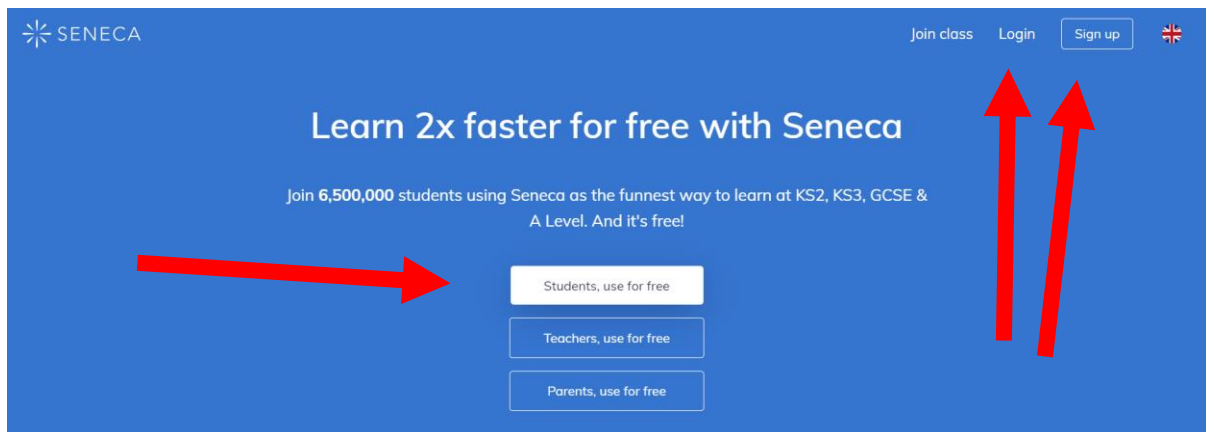 SENECA
Join class
Login
Sign up
Learn 2x faster for free with Seneca
Join 6,500,000 students using Seneca as the funnest way to learn at KS2, KS3, GCSE &
A Level. And it's free!
Students, use for free
Teachers, use for free
Parents, use for free